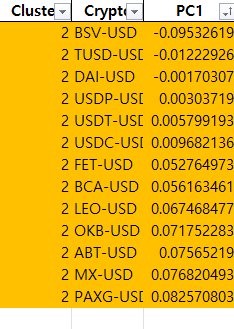 Cluste Crypto PC1
2 BSV-USD -0.09532619
2 TUSD-USD -0.01222926
2 DAI-USD -0.00170307
2 USDP-USD 0.00303719
2 USDT-USD 0.005799193
2 USDC-USD 0.009682136
2 FET-USD 0.052764973
2 BCA-USD 0.056163461
2 LEO-USD 0.067468477
2 OKB-USD 0.071752283
2 ABT-USD 0.07565219
2 MX-USD 0.076820493
2 PAXG-USD 0.082570803